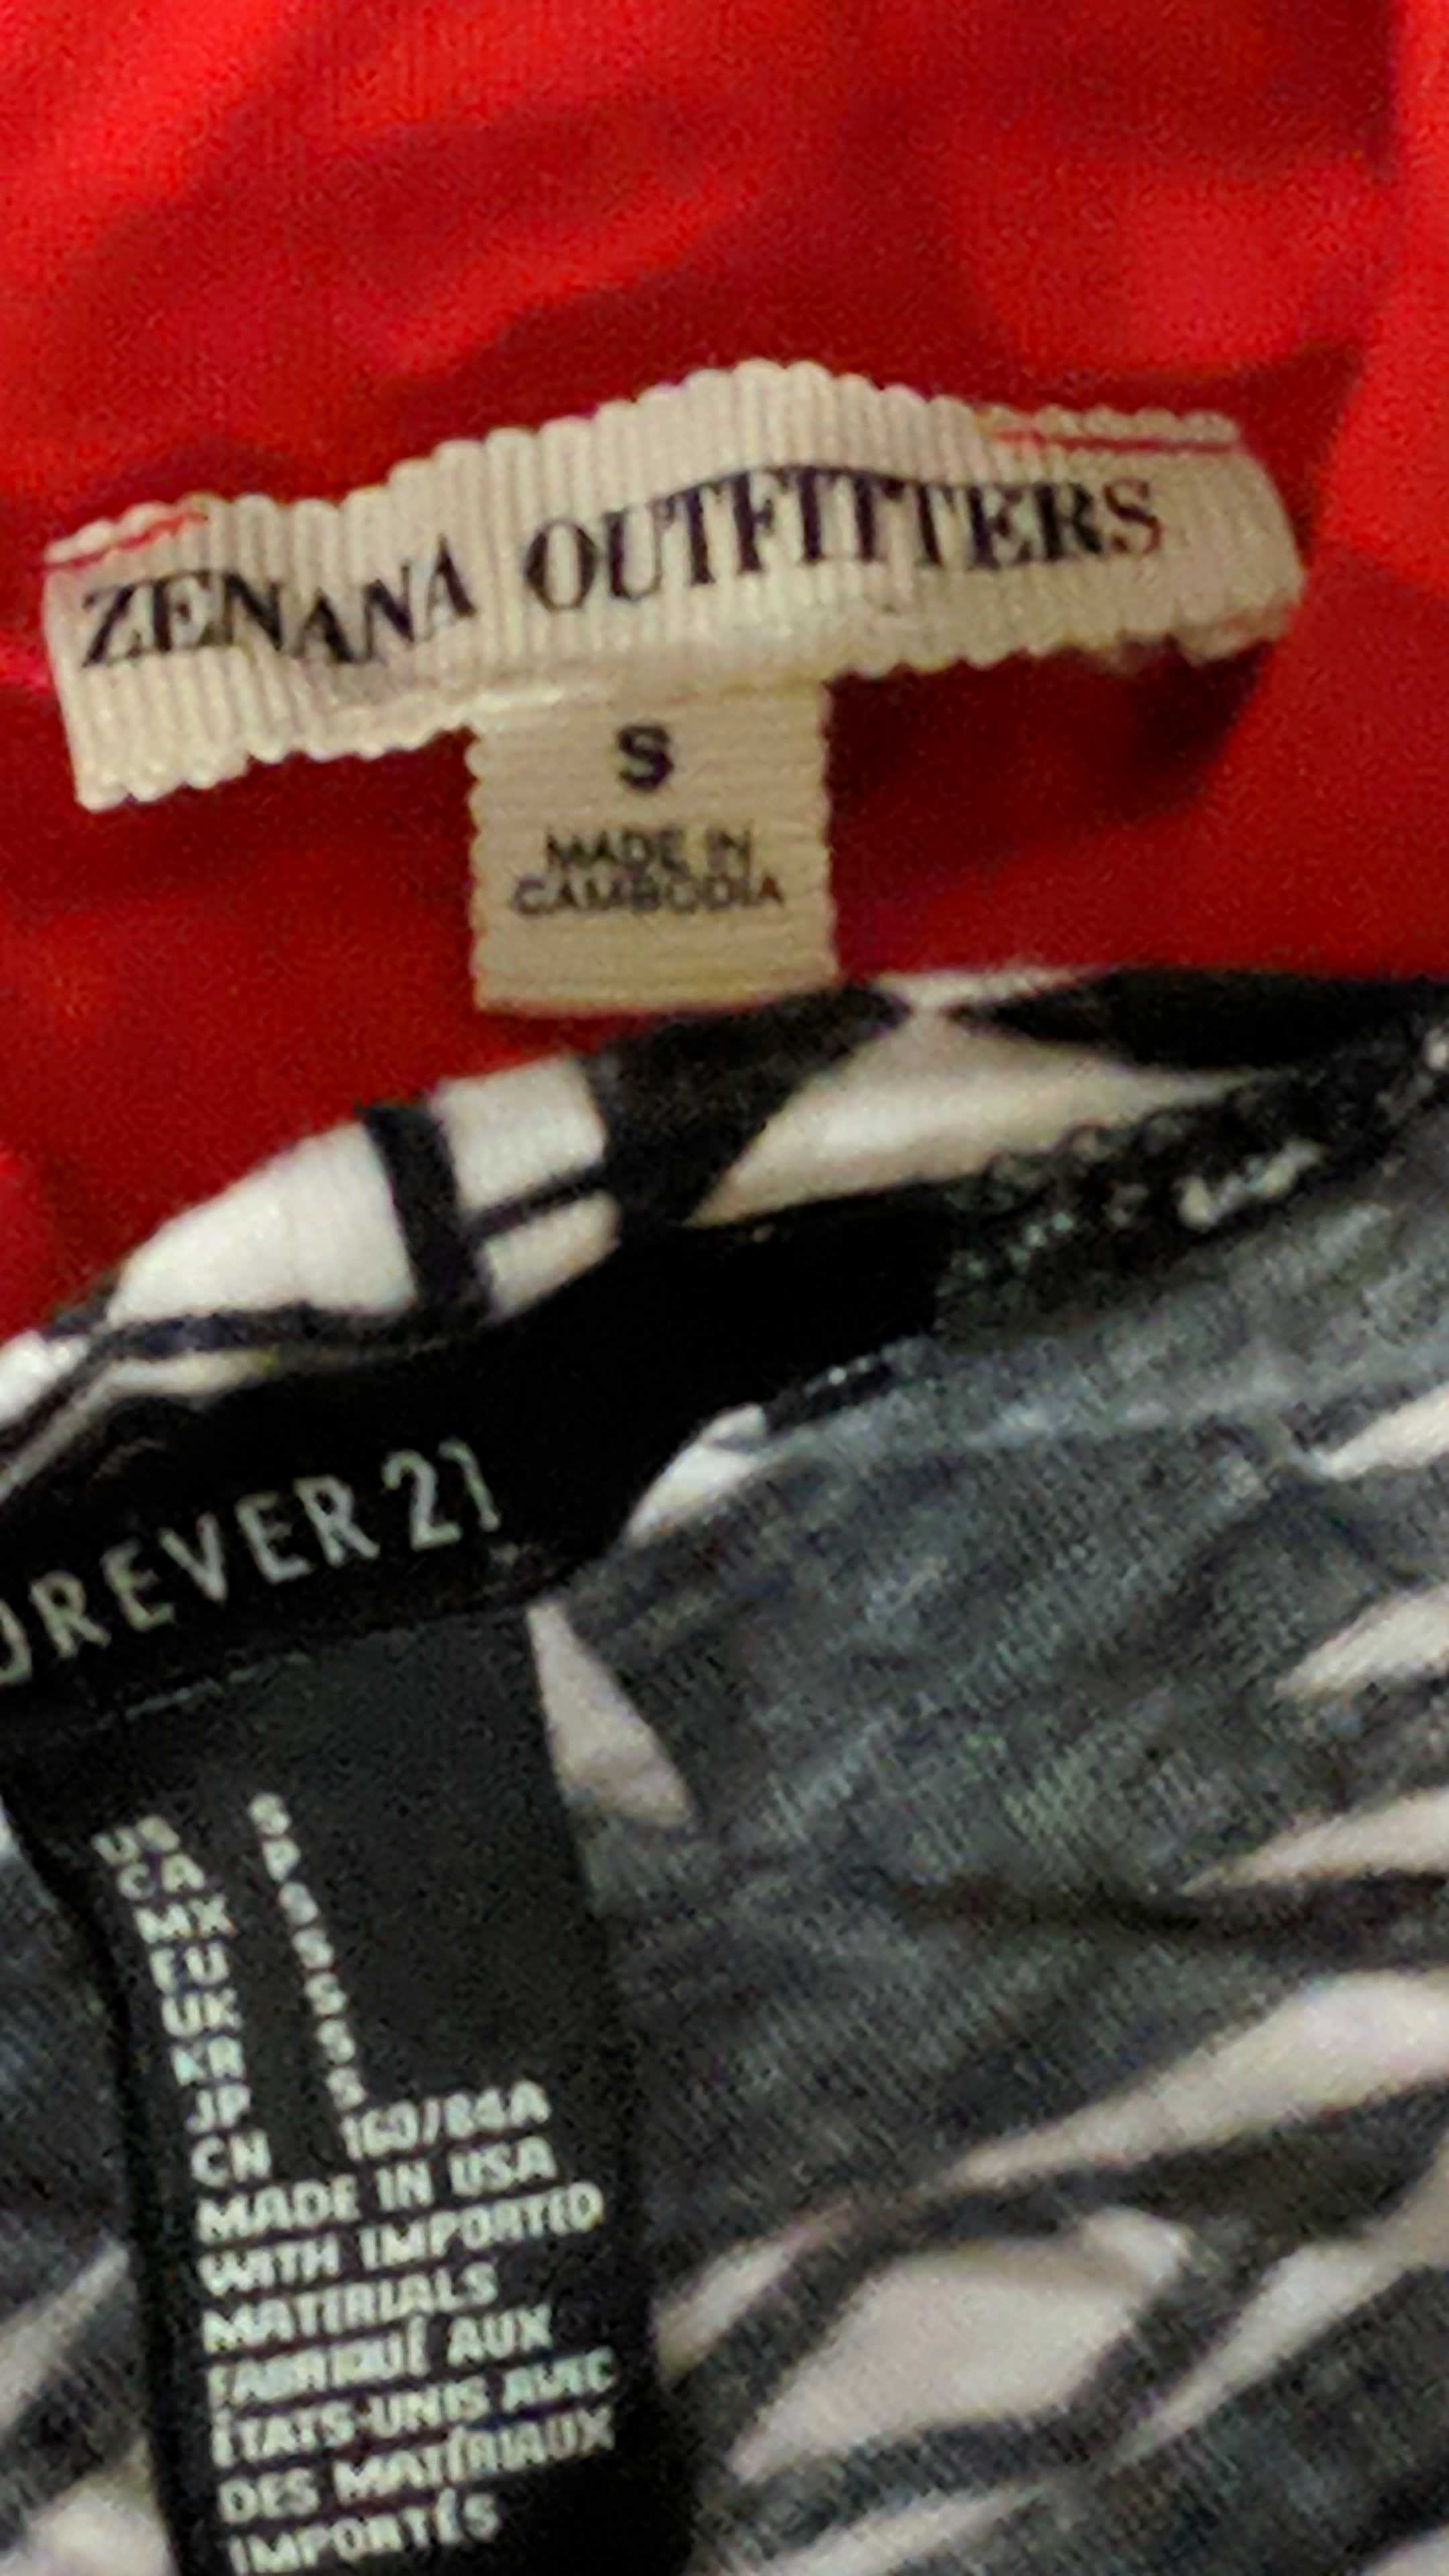 ZENANA OUTFITTERS
S
MADE IN
CAMBODIA
OREVER 21
US S
CA P
MX S
EU S
UK S
KR S
JP S
CN 160/84A
MADE IN USA
WITH IMPORTED
MATERIALS
FABRIQUÉ AUX
ÉTATS-UNIS AVEC
DES MATÉRIAUX
IMPORTÉS